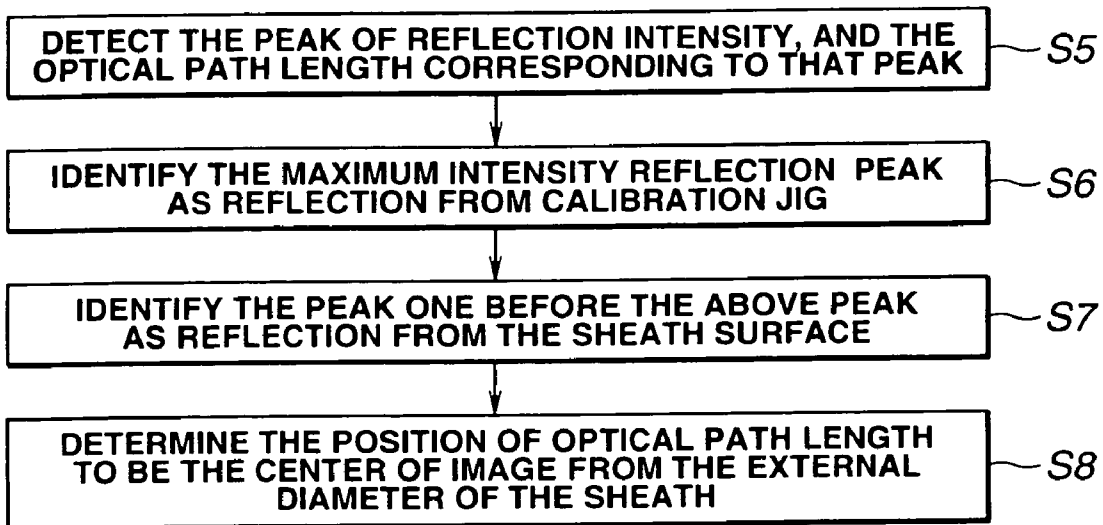 DETECT THE PEAK OF REFLECTION INTENSITY, AND THE
OPTICAL PATH LENGTH CORRESPONDING TO THAT PEAK
S5
IDENTIFY THE MAXIMUM INTENSITY REFLECTION PEAK
AS REFLECTION FROM CALIBRATION JIG
S6
IDENTIFY THE PEAK ONE BEFORE THE ABOVE PEAK
AS REFLECTION FROM THE SHEATH SURFACE
S7
DETERMINE THE POSITION OF OPTICAL PATH LENGTH
TO BE THE CENTER OF IMAGE FROM THE EXTERNAL
DIAMETER OF THE SHEATH
S8